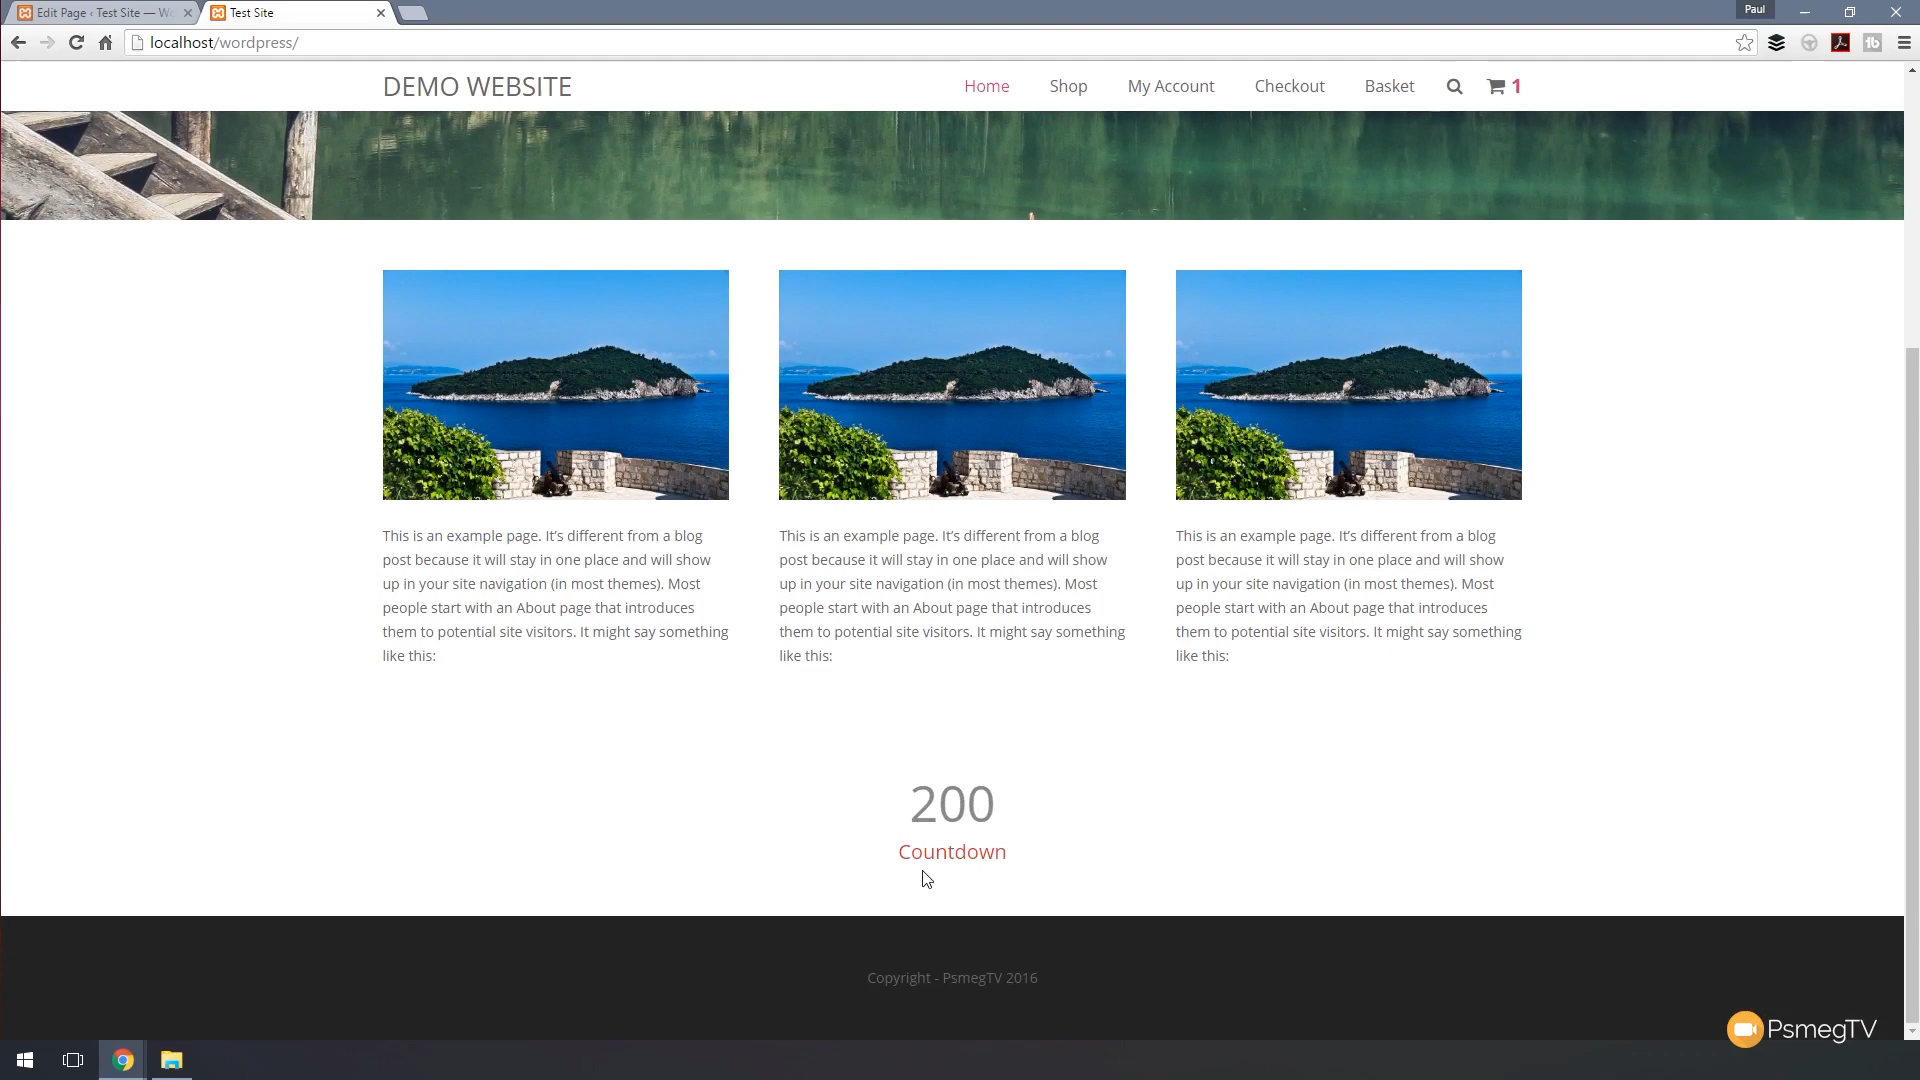 Edit Page ‹ Test Site — W
Test Site
Paul
localhost/wordpress/
DEMO WEBSITE
Home
Shop
My Account
Checkout
Basket
1
This is an example page. It’s different from a blog
post because it will stay in one place and will show
up in your site navigation (in most themes). Most
people start with an About page that introduces
them to potential site visitors. It might say something
like this:
This is an example page. It’s different from a blog
post because it will stay in one place and will show
up in your site navigation (in most themes). Most
people start with an About page that introduces
them to potential site visitors. It might say something
like this:
This is an example page. It’s different from a blog
post because it will stay in one place and will show
up in your site navigation (in most themes). Most
people start with an About page that introduces
them to potential site visitors. It might say something
like this:
200
Countdown
Copyright - PsmegTV 2016
PsmegTV